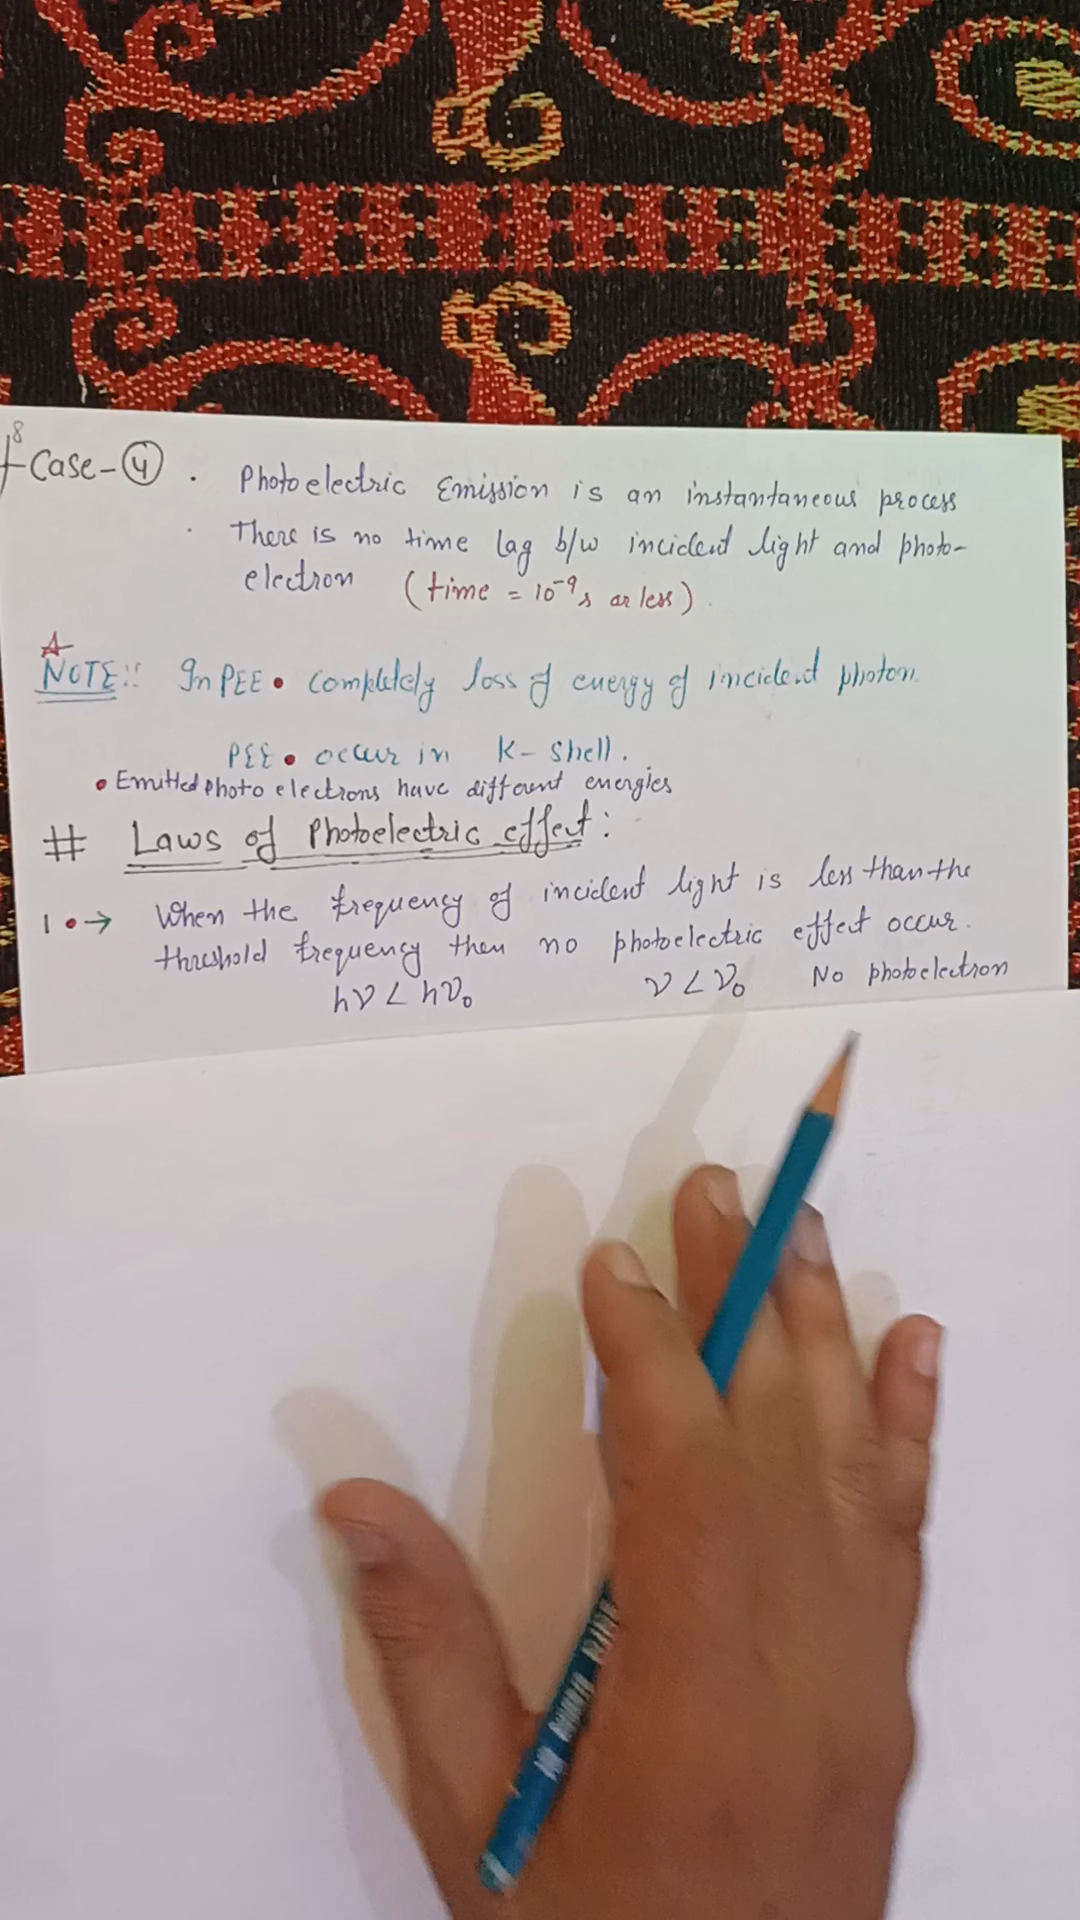 8
Case-④ · Photoelectric Emission is an instantaneous process
· There is no time lag b/w incident light and photo-
electron (time = 10⁻⁹s or less)
NOTE!! In PEE • completely loss of energy of incident photon.
PEE • occur in K-shell.
• Emitted photo electrons have different energies
# Laws of Photoelectric effect:
1 •→ When the frequency of incident light is less than the
threshold frequency then no photoelectric effect occur.
hν < hν₀ ν < ν₀ No photoelectron